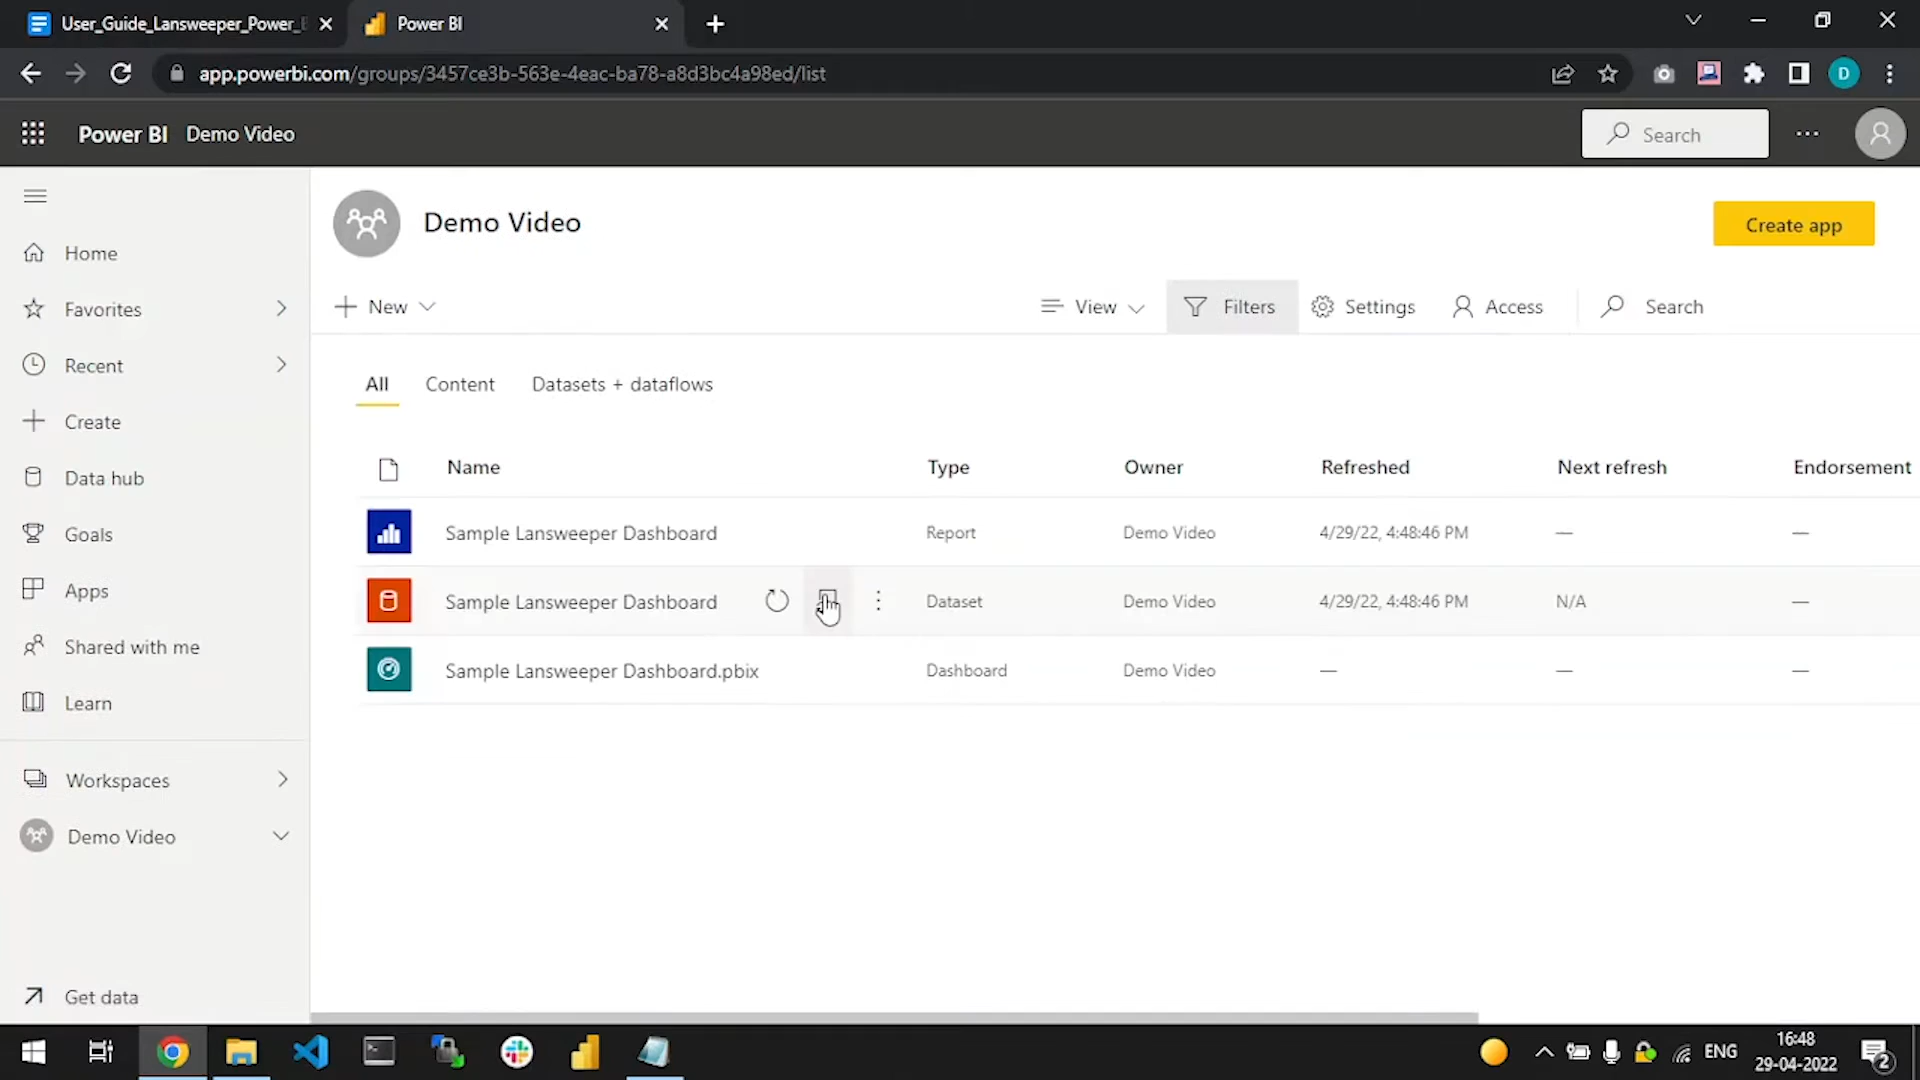 User_Guide_Lansweeper_Power_
Power BI
app.powerbi.com/groups/3457ce3b-563e-4eac-ba78-a8d3bc4a98ed/list
D
Power BI Demo Video
Search
Demo Video
Create app
New
View
Filters
Settings
Access
Search
Home
Favorites
Recent
Create
Data hub
Goals
Apps
Shared with me
Learn
Workspaces
Demo Video
Get data
All Content Datasets + dataflows
Name Type Owner Refreshed Next refresh Endorsement
Sample Lansweeper Dashboard Report Demo Video 4/29/22, 4:48:46 PM — —
Sample Lansweeper Dashboard Dataset Demo Video 4/29/22, 4:48:46 PM N/A —
Sample Lansweeper Dashboard.pbix Dashboard Demo Video — — —
ENG
16:48
29-04-2022
2